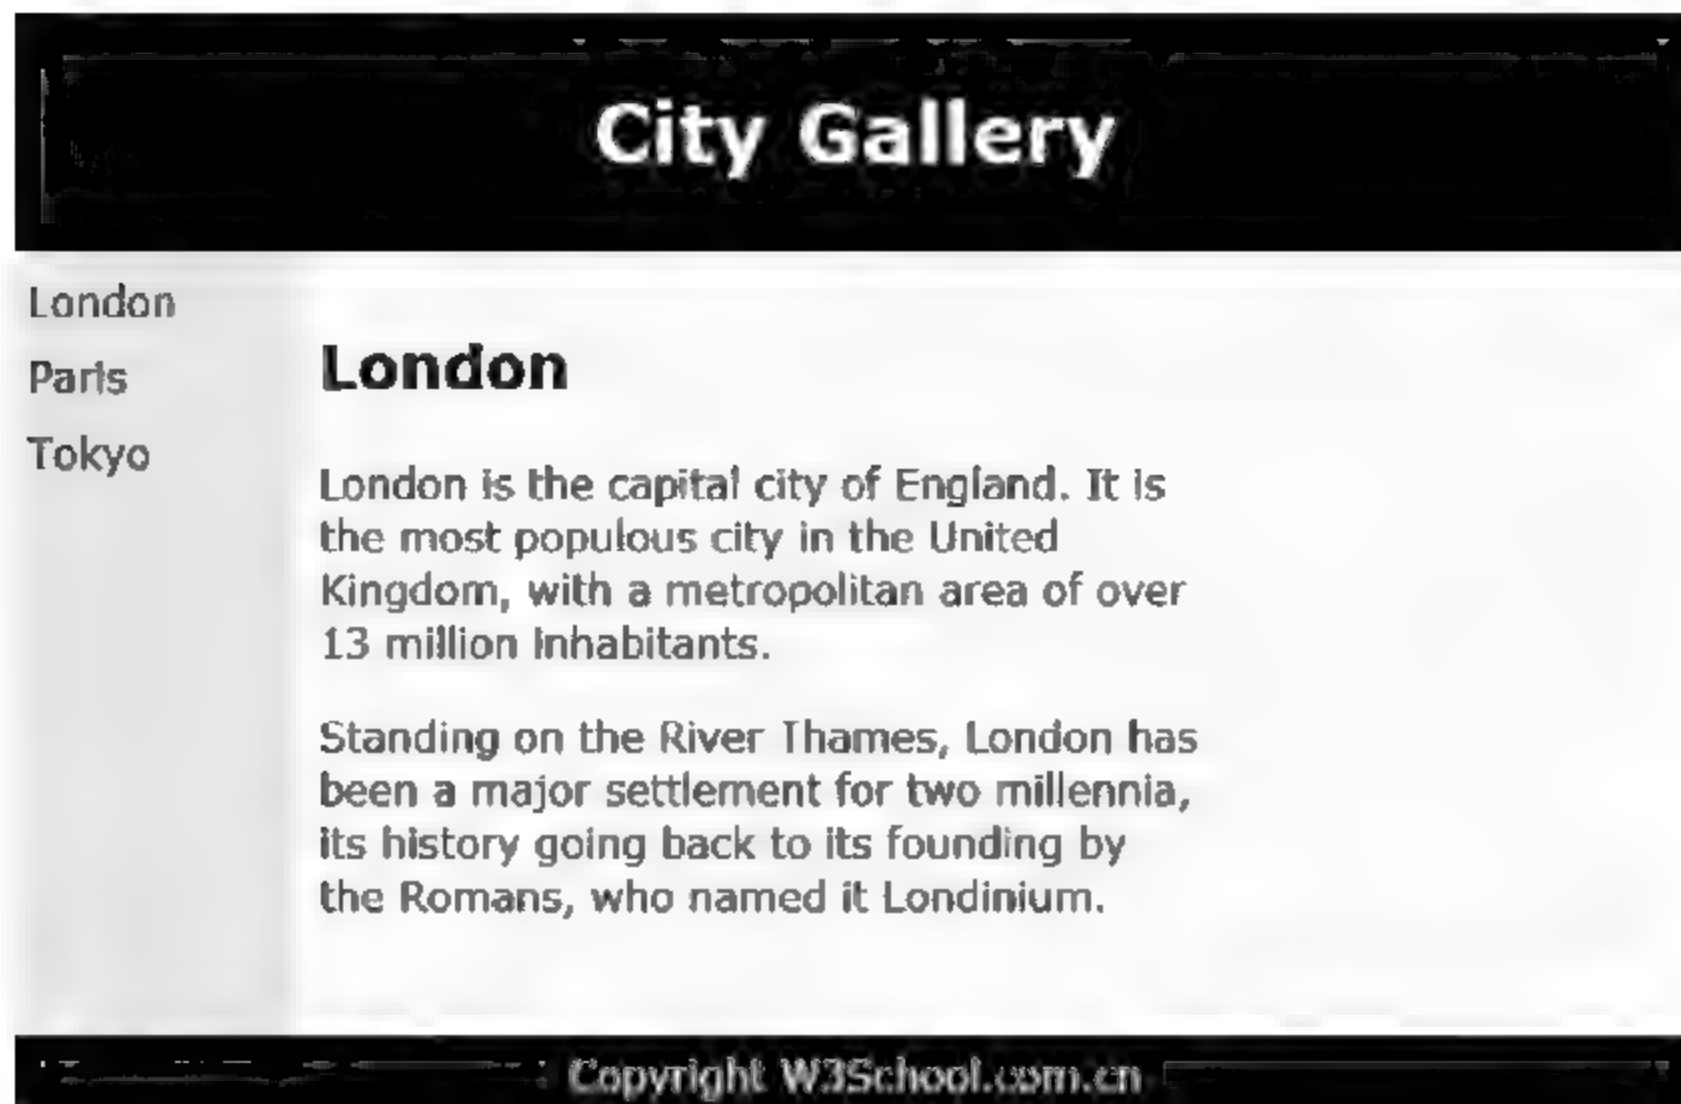 City Gallery
London
Paris
Tokyo
London
London is the capital city of England. It is
the most populous city in the United
Kingdom, with a metropolitan area of over
13 million inhabitants.
Standing on the River Thames, London has
been a major settlement for two millennia,
its history going back to its founding by
the Romans, who named it Londinium.
Copyright W3School.com.cn